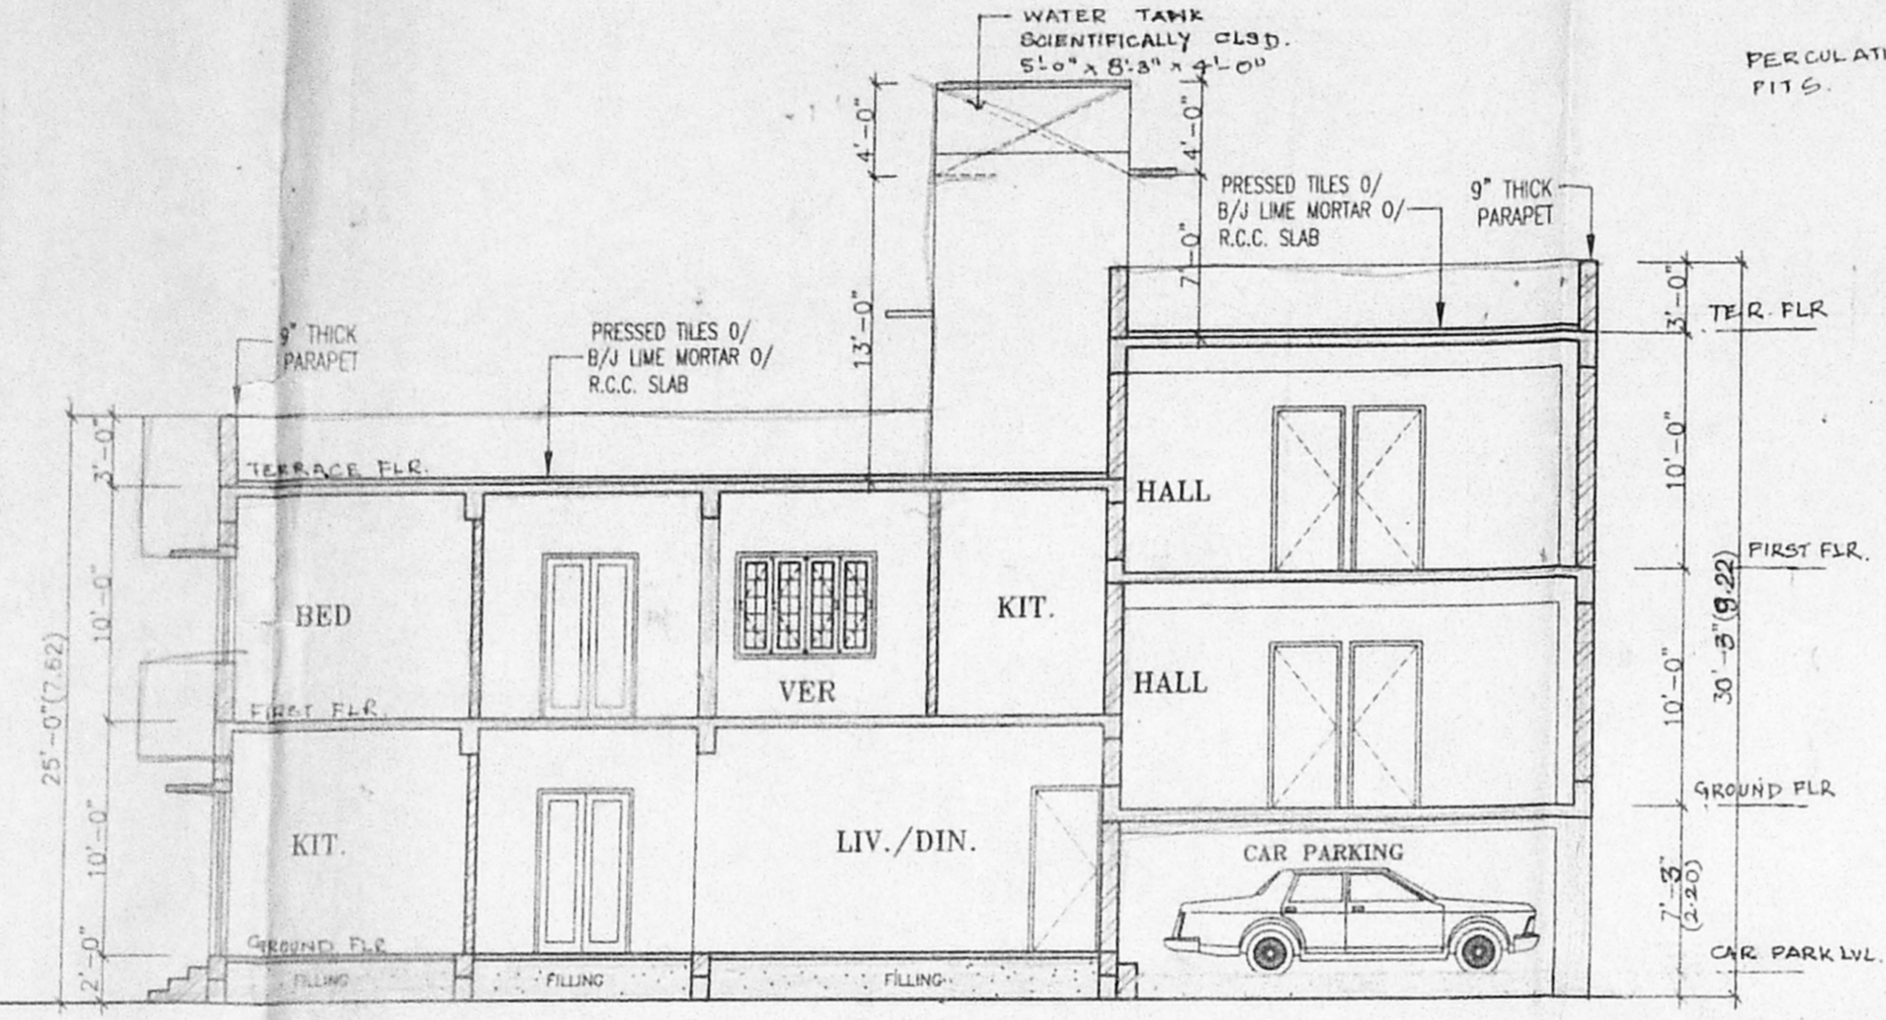 WATER TANK
SCIENTIFICALLY CLSD.
5'-0" x 8'-3" x 4'-0"
PITS.
4'-0"
4'-0"
PRESSED TILES O/
B/J LIME MORTAR O/
R.C.C. SLAB
9" THICK
PARAPET
7'-0"
13'-0"
3'-0"
TER. FLR
9" THICK
PARAPET
PRESSED TILES O/
B/J LIME MORTAR O/
R.C.C. SLAB
3'-0"
TERRACE FLR.
HALL
10'-0"
FIRST FLR.
BED
10'-0"
VER
KIT.
HALL
10'-0"
30'-3"(9.22)
25'-0"(7.62)
FIRST FLR.
GROUND FLR
KIT.
10'-0"
LIV./DIN.
CAR PARKING
7'-3"
(2.20)
GROUND FLR
CAR PARK LVL.
2'-0"
FILLING
FILLING
FILLING